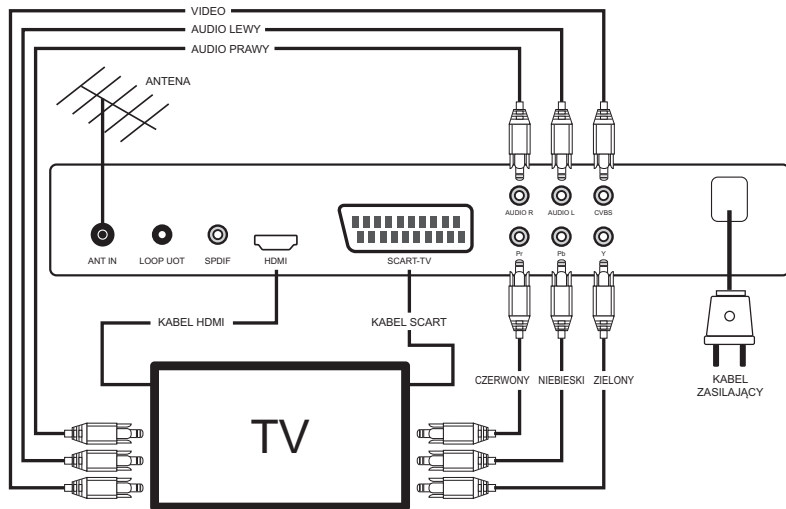 VIDEO
AUDIO LEWY
AUDIO PRAWY
ANTENA
AUDIO R
AUDIO L
CVBS
ANT IN
LOOP UOT
SPDIF
HDMI
SCART-TV
Pr
Pb
Y
KABEL HDMI
KABEL SCART
CZERWONY
NIEBIESKI
ZIELONY
KABEL
ZASILAJĄCY
TV